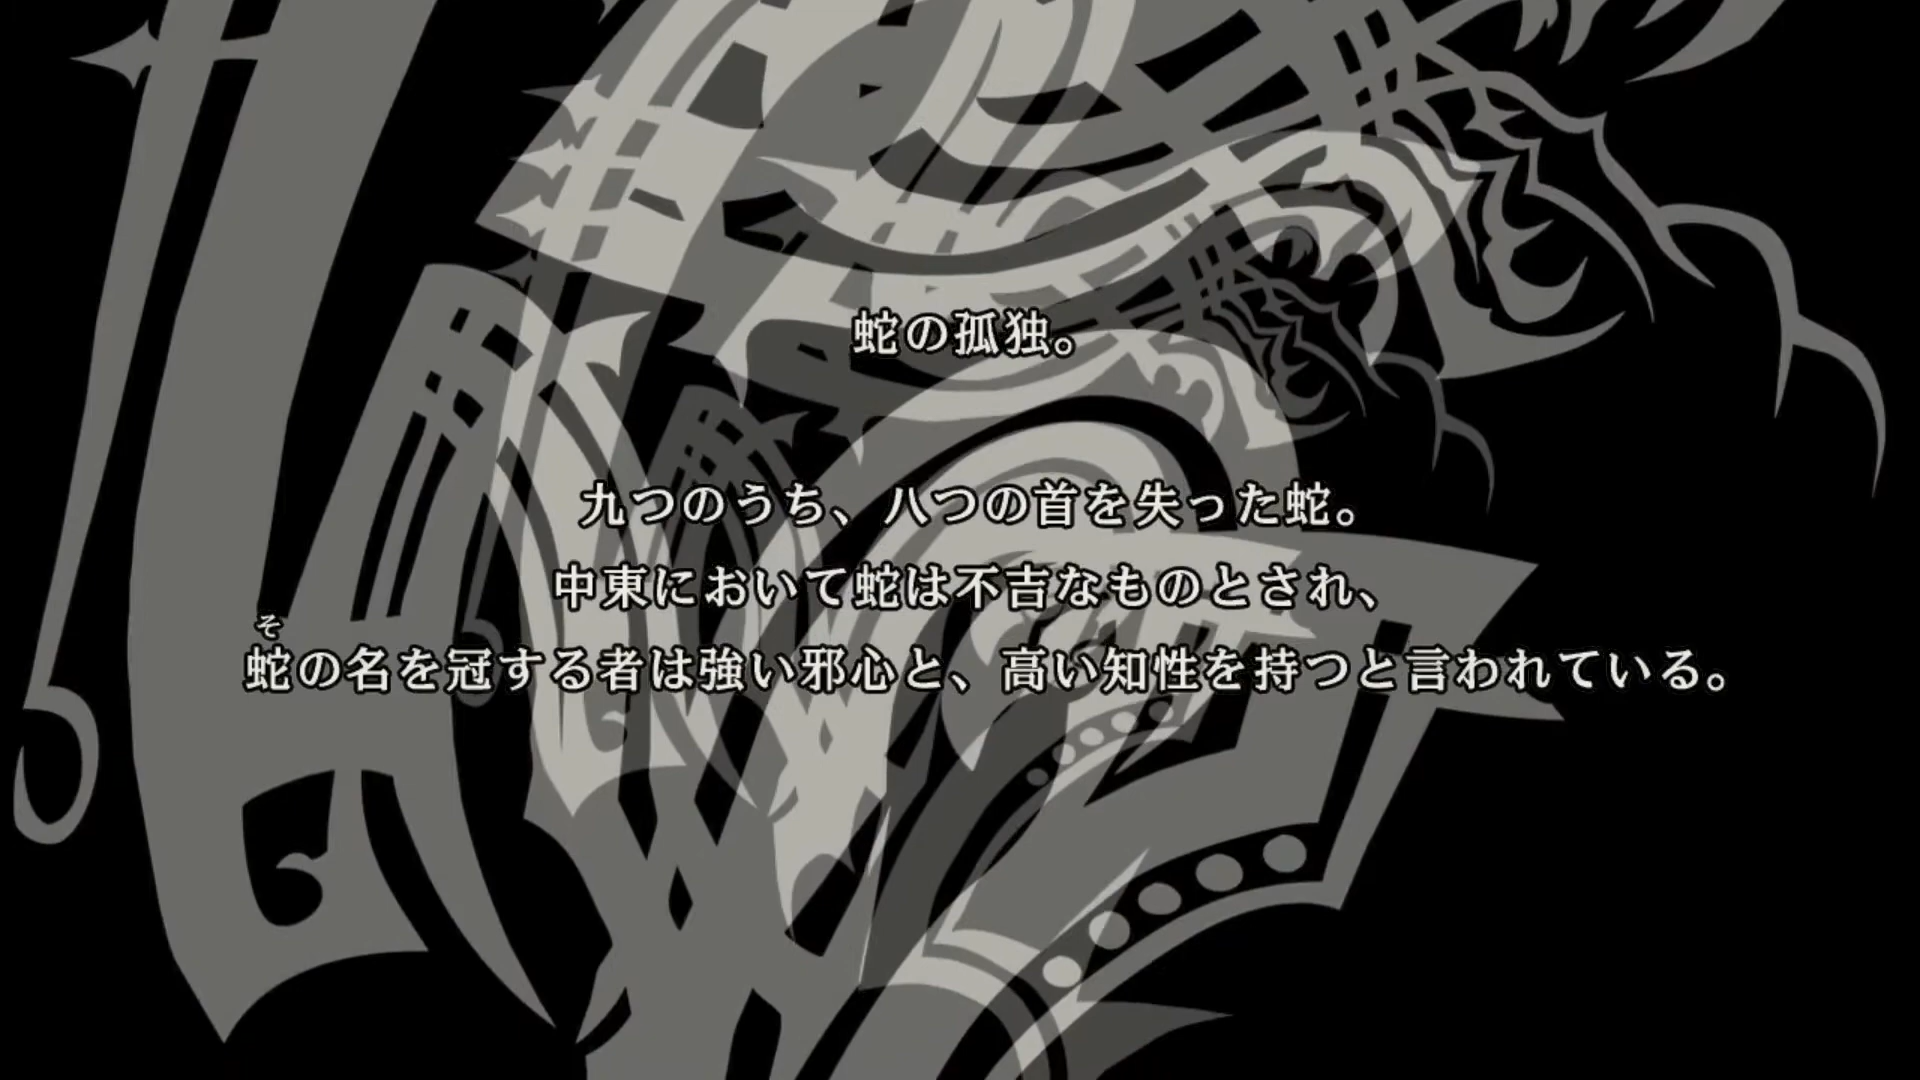 蛇の孤独。
九つのうち、八つの首を失った蛇。
中東において蛇は不吉なものとされ、
そ
蛇の名を冠する者は強い邪心と、高い知性を持つと言われている。